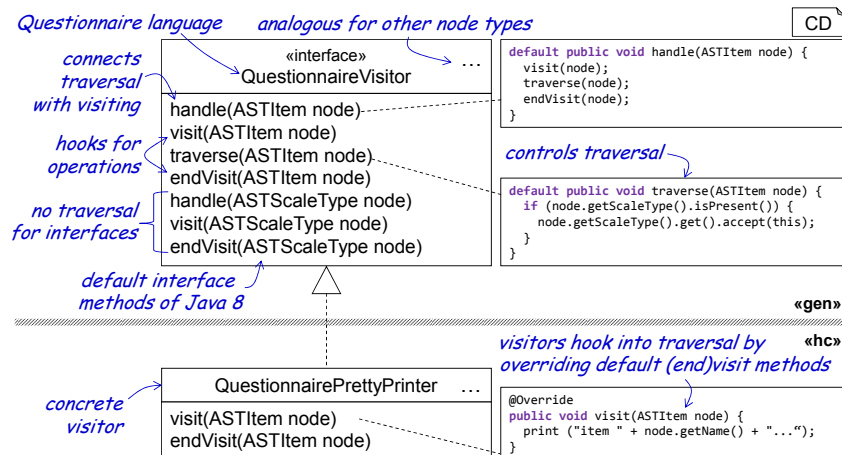 Questionnaire language
analogous for other node types
CD
«interface»
QuestionnaireVisitor
...
connects
traversal
with visiting
handle(ASTItem node)
visit(ASTItem node)
traverse(ASTItem node)
endVisit(ASTItem node)
handle(ASTScaleType node)
visit(ASTScaleType node)
endVisit(ASTScaleType node)
hooks for
operations
no traversal
for interfaces
default interface
methods of Java 8
default public void handle(ASTItem node) {
visit(node);
traverse(node);
endVisit(node);
}
controls traversal
default public void traverse(ASTItem node) {
if (node.getScaleType().isPresent()) {
node.getScaleType().get().accept(this);
}
}
«gen»
«hc»
visitors hook into traversal by
overriding default (end)visit methods
QuestionnairePrettyPrinter
...
concrete
visitor
visit(ASTItem node)
endVisit(ASTItem node)
@Override
public void visit(ASTItem node) {
print ("item " + node.getName() + "...“);
}